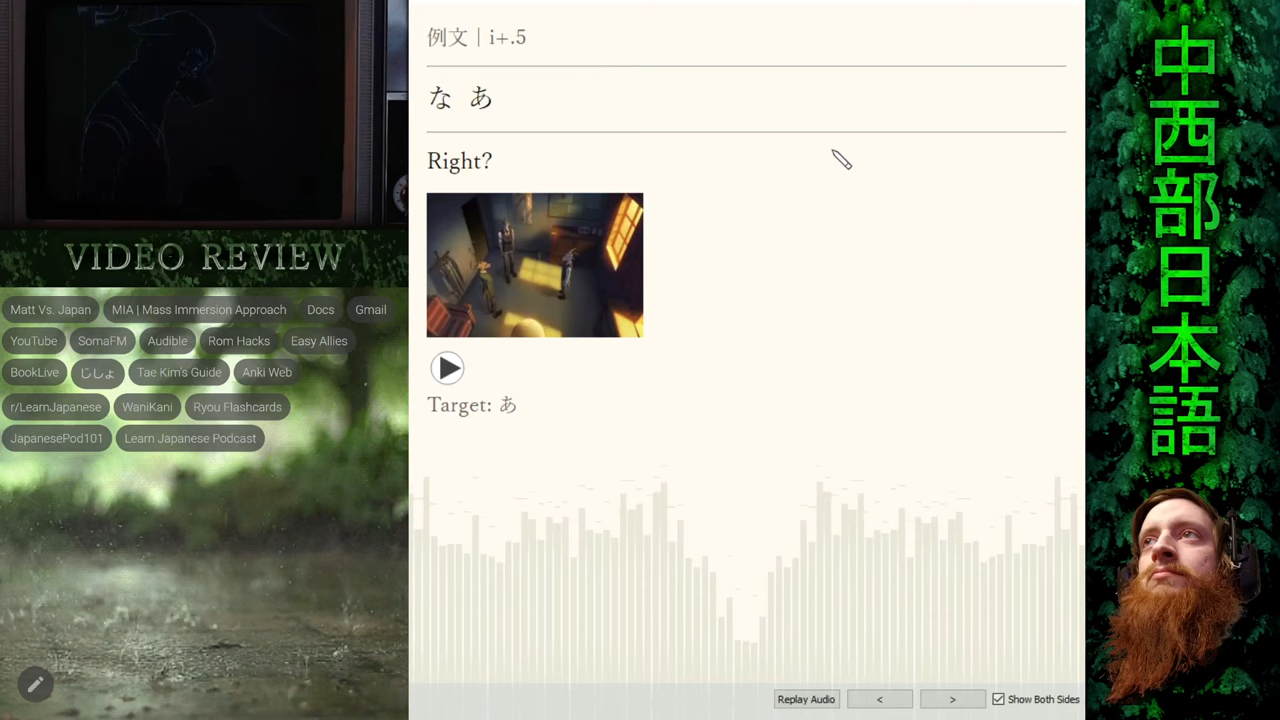 VIDEO REVIEW
Matt Vs. Japan
MIA | Mass Immersion Approach
Docs
Gmail
YouTube
SomaFM
Audible
Rom Hacks
Easy Allies
BookLive
じしょ
Tae Kim's Guide
Anki Web
r/LearnJapanese
WaniKani
Ryou Flashcards
JapanesePod101
Learn Japanese Podcast
例文 | i+.5
な あ
Right?
Target: あ
Replay Audio
<
>
Show Both Sides
中西部日本語